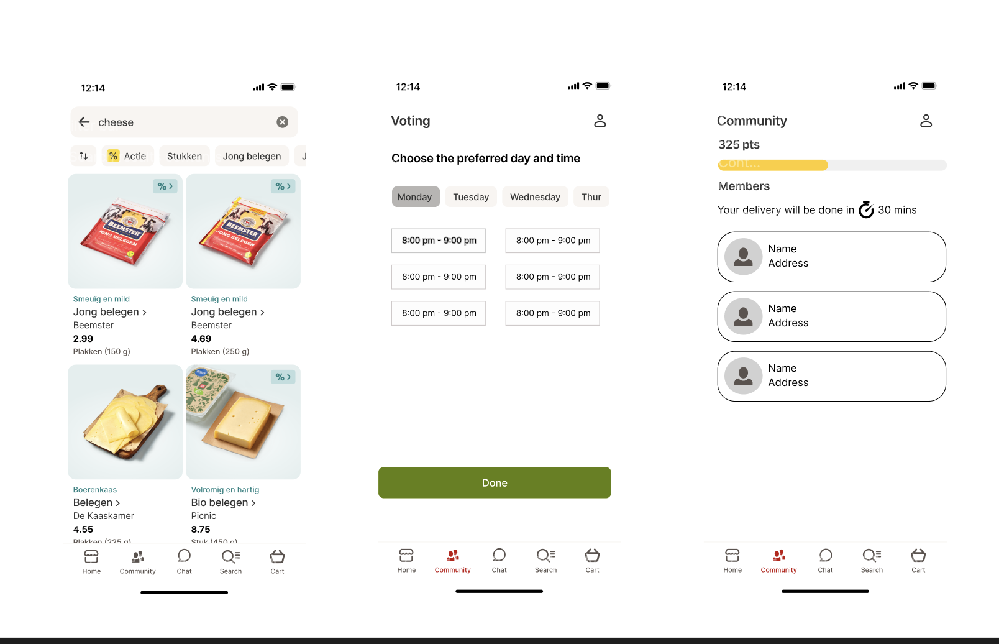 12:14
cheese
% Actie
Stukken
Jong belegen
J
% >
% >
BEEMSTER
JONG BELEGEN
BEEMSTER
JONG BELEGEN
Smeuïg en mild
Jong belegen >
Beemster
2.99
Plakken (150 g)
Smeuïg en mild
Jong belegen >
Beemster
4.69
Plakken (250 g)
% >
Boerenkaas
Belegen >
De Kaaskamer
4.55
Plakken (225 g)
Volromig en hartig
Bio belegen >
Picnic
8.75
Stuk (450 g)
Home
Community
Chat
Search
Cart
12:14
Voting
Choose the preferred day and time
Monday
Tuesday
Wednesday
Thur
8:00 pm - 9:00 pm
8:00 pm - 9:00 pm
8:00 pm - 9:00 pm
8:00 pm - 9:00 pm
8:00 pm - 9:00 pm
8:00 pm - 9:00 pm
Done
Home
Community
Chat
Search
Cart
12:14
Community
325 pts
Cont...
Members
Your delivery will be done in 30 mins
Name
Address
Name
Address
Name
Address
Home
Community
Chat
Search
Cart